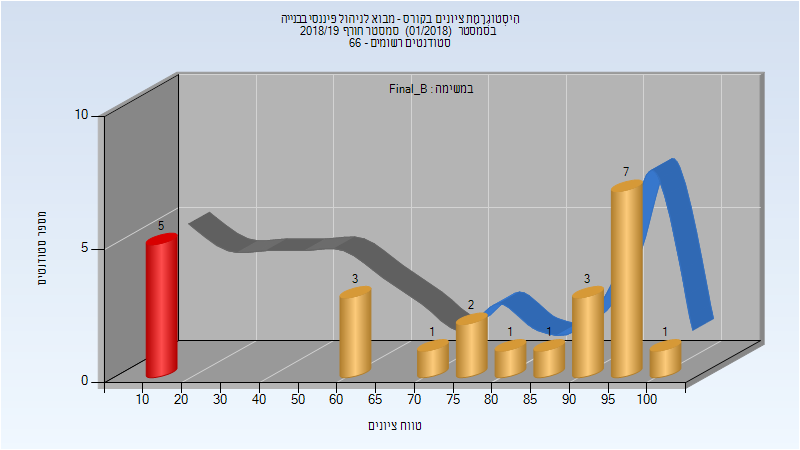 היסטוגרמת ציונים בקורס - מבוא לניהול פיננסי בבנייה
בסמסטר (01/2018) סמסטר חורף 2018/19
סטודנטים רשומים - 66
במשימה : Final_B
10
5
0
מספר סטודנטים
5
3
1
2
1
1
3
7
1
10 20 30 40 60 65 70 75 80 85 90 95 100
טווח ציונים